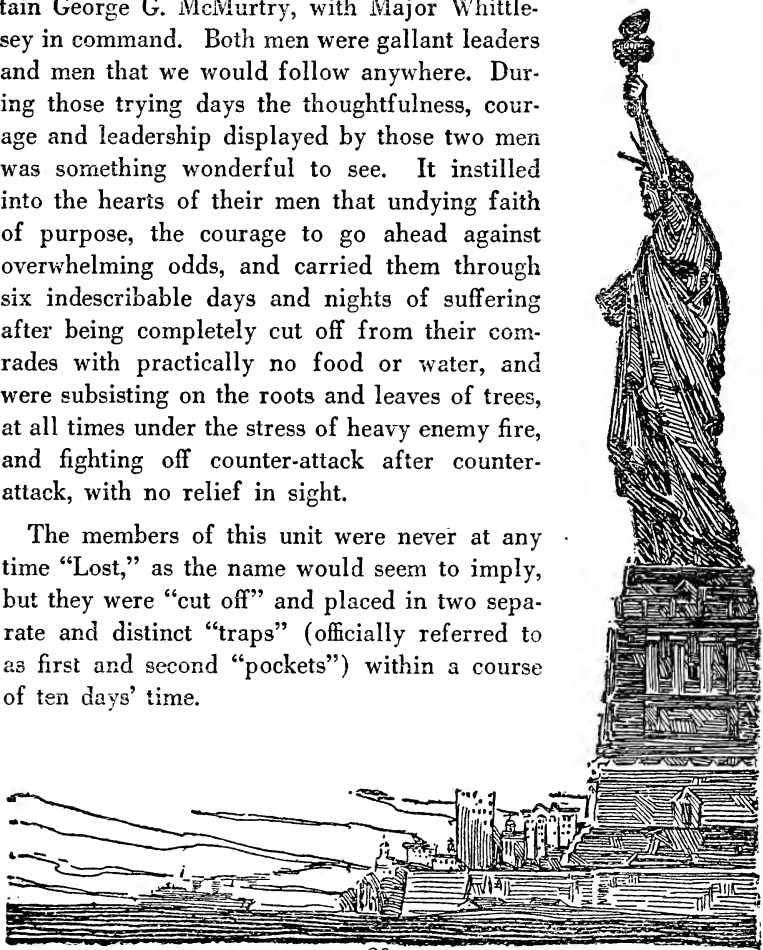 tain George G. McMurtry, with Major Whittle-
sey in command. Both men were gallant leaders
and men that we would follow anywhere. Dur-
ing those trying days the thoughtfulness, cour-
age and leadership displayed by those two men
was something wonderful to see. It instilled
into the hearts of their men that undying faith
of purpose, the courage to go ahead against
overwhelming odds, and carried them through
six indescribable days and nights of suffering
after being completely cut off from their com-
rades with practically no food or water, and
were subsisting on the roots and leaves of trees,
at all times under the stress of heavy enemy fire,
and fighting off counter-attack after counter-
attack, with no relief in sight.
The members of this unit were never at any
time “Lost,” as the name would seem to imply,
but they were “cut off” and placed in two sepa-
rate and distinct “traps” (officially referred to
as first and second “pockets”) within a course
of ten days’ time.